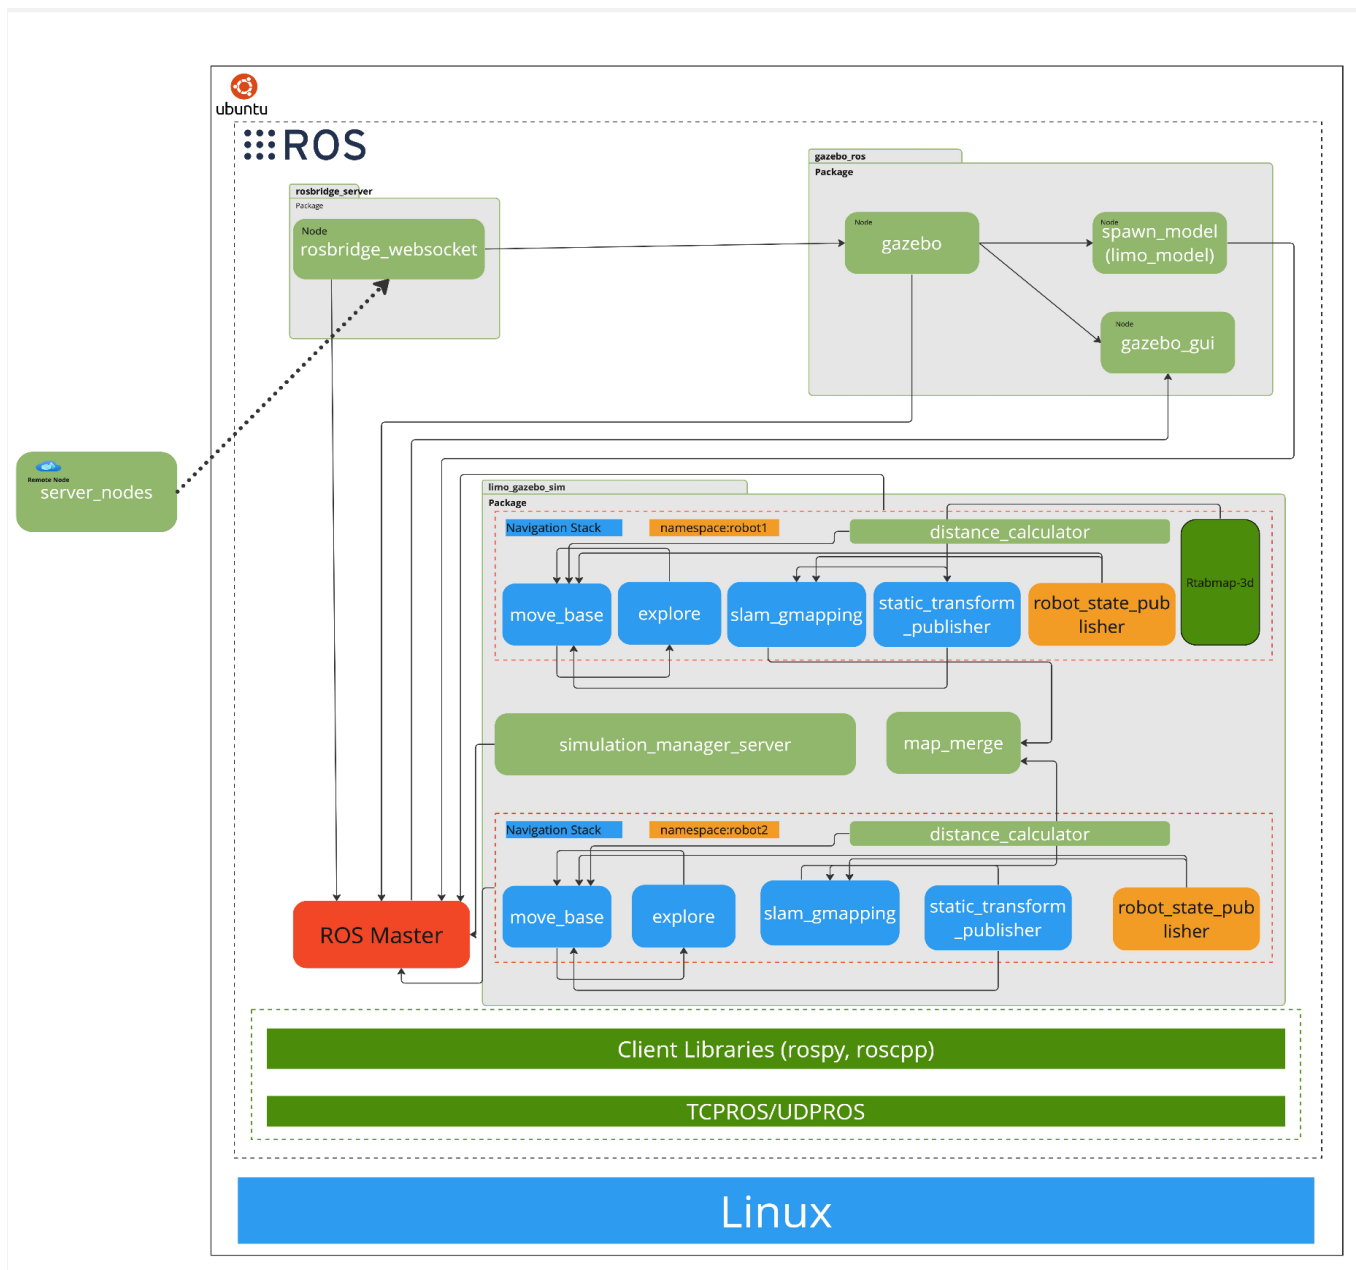 ubuntu
ROS
rosbridge_server
Package
Node
rosbridge_websocket
gazebo_ros
Package
Node
gazebo
Node
spawn_model
(limo_model)
Node
gazebo_gui
Remote Node
server_nodes
limo_gazebo_sim
Package
Navigation Stack
namespace:robot1
distance_calculator
move_base
explore
slam_gmapping
static_transform
_publisher
robot_state_pub
lisher
Rtabmap-3d
simulation_manager_server
map_merge
Navigation Stack
namespace:robot2
distance_calculator
move_base
explore
slam_gmapping
static_transform
_publisher
robot_state_pub
lisher
ROS Master
Client Libraries (rospy, roscpp)
TCPROS/UDPROS
Linux